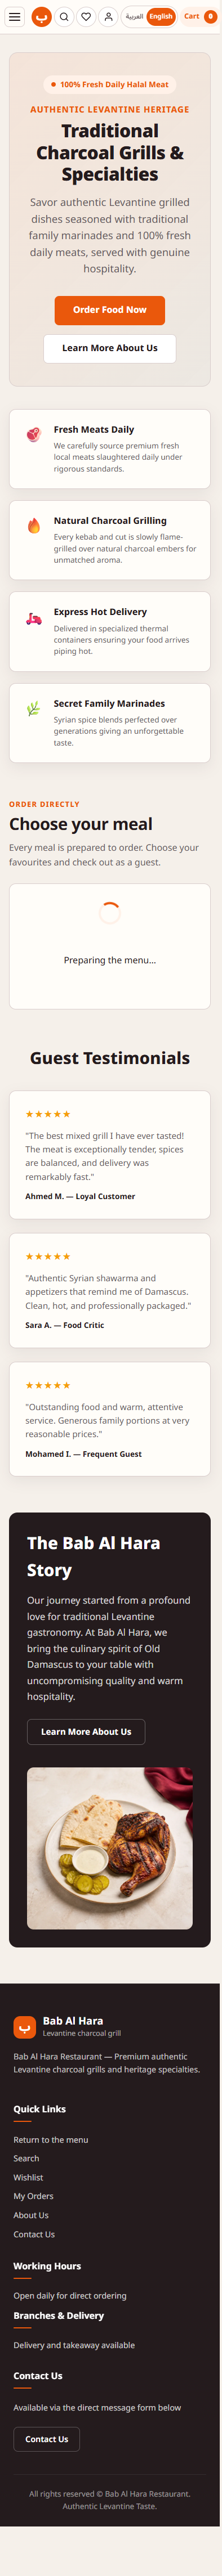 ب
العربية
English
Cart 0
100% Fresh Daily Halal Meat
AUTHENTIC LEVANTINE HERITAGE
Traditional
Charcoal Grills &
Specialties
Savor authentic Levantine grilled
dishes seasoned with traditional
family marinades and 100% fresh
daily meats, served with genuine
hospitality.
Order Food Now
Learn More About Us
Fresh Meats Daily
We carefully source premium fresh
local meats slaughtered daily under
rigorous standards.
Natural Charcoal Grilling
Every kebab and cut is slowly flame-
grilled over natural charcoal embers for
unmatched aroma.
Express Hot Delivery
Delivered in specialized thermal
containers ensuring your food arrives
piping hot.
Secret Family Marinades
Syrian spice blends perfected over
generations giving an unforgettable
taste.
ORDER DIRECTLY
Choose your meal
Every meal is prepared to order. Choose your
favourites and check out as a guest.
Preparing the menu...
Guest Testimonials
★★★★★
"The best mixed grill I have ever tasted!
The meat is exceptionally tender, spices
are balanced, and delivery was
remarkably fast."
Ahmed M. — Loyal Customer
★★★★★
"Authentic Syrian shawarma and
appetizers that remind me of Damascus.
Clean, hot, and professionally packaged."
Sara A. — Food Critic
★★★★★
"Outstanding food and warm, attentive
service. Generous family portions at very
reasonable prices."
Mohamed I. — Frequent Guest
The Bab Al Hara
Story
Our journey started from a profound
love for traditional Levantine
gastronomy. At Bab Al Hara, we
bring the culinary spirit of Old
Damascus to your table with
uncompromising quality and warm
hospitality.
Learn More About Us
ب
Bab Al Hara
Levantine charcoal grill
Bab Al Hara Restaurant — Premium authentic
Levantine charcoal grills and heritage specialties.
Quick Links
Return to the menu
Search
Wishlist
My Orders
About Us
Contact Us
Working Hours
Open daily for direct ordering
Branches & Delivery
Delivery and takeaway available
Contact Us
Available via the direct message form below
Contact Us
All rights reserved © Bab Al Hara Restaurant.
Authentic Levantine Taste.